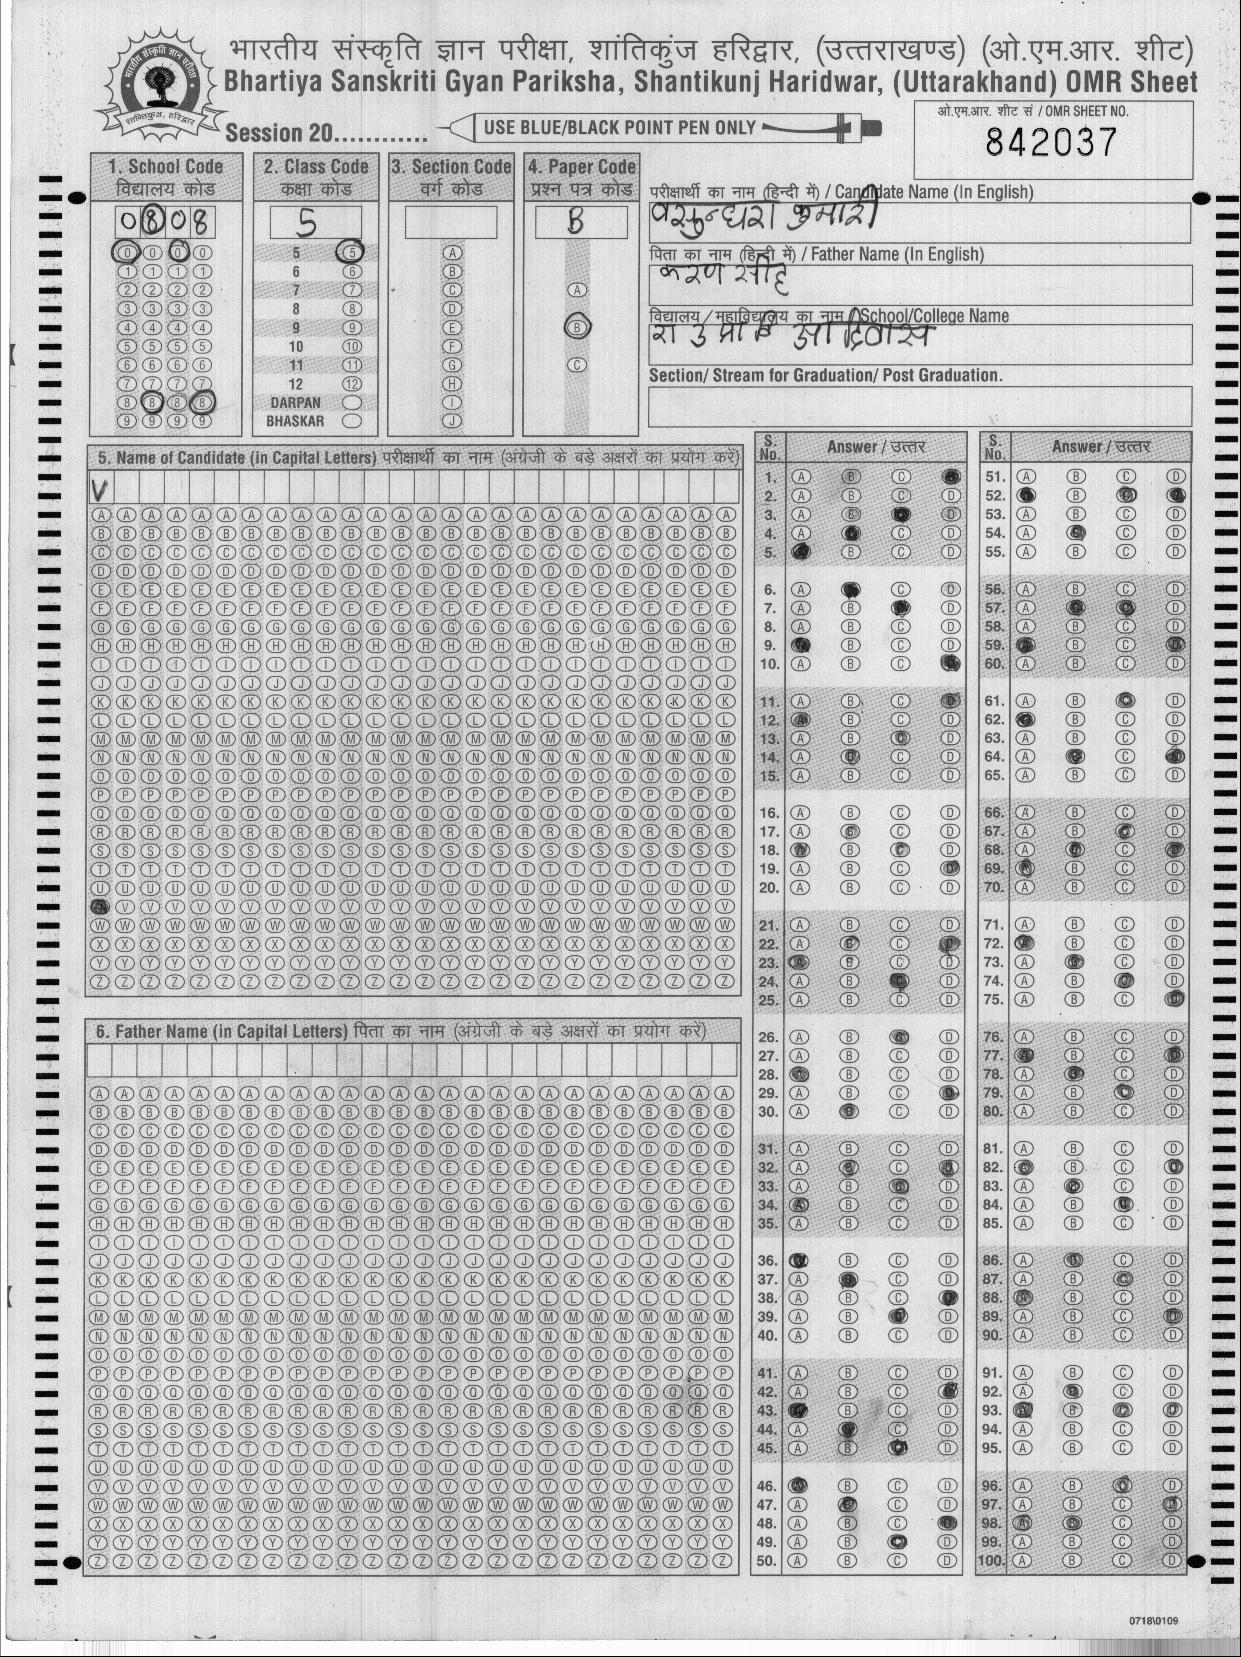 भारतीय संस्कृति ज्ञान परीक्षा, शांतिकुंज हरिद्वार, (उत्तराखण्ड) (ओ.एम.आर. शीट)
Bhartiya Sanskriti Gyan Pariksha, Shantikunj Haridwar, (Uttarakhand) OMR Sheet
Session 20............
USE BLUE/BLACK POINT PEN ONLY
ओ.एम.आर. शीट सं / OMR SHEET NO.
842037
1. School Code
विद्यालय कोड
0808
2. Class Code
कक्षा कोड
5
5
6
7
8
9
10
11
12
DARPAN
BHASKAR
3. Section Code
वर्ग कोड
4. Paper Code
प्रश्न पत्र कोड
B
परीक्षार्थी का नाम (हिन्दी में) / Candidate Name (In English)
वसुन्धरा कुमारी
पिता का नाम (हिन्दी में) / Father Name (In English)
करण सींह
विद्यालय / महाविद्यालय का नाम / School/College Name
रा उ प्रा वि
Section/ Stream for Graduation/ Post Graduation.
5. Name of Candidate (in Capital Letters) परीक्षार्थी का नाम (अंग्रेजी के बड़े अक्षरों का प्रयोग करें)
V
6. Father Name (in Capital Letters) पिता का नाम (अंग्रेजी के बड़े अक्षरों का प्रयोग करें)
S. No. Answer / उत्तर
S. No. Answer / उत्तर
0718\0109